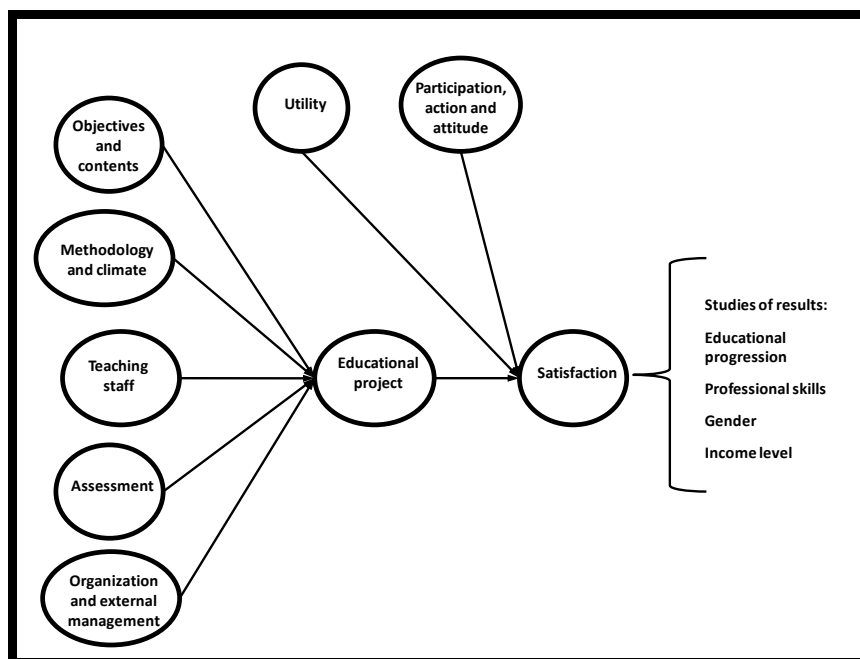 Objectives
and
contents
Utility
Participation,
action and
attitude
Methodology
and climate
Teaching
staff
Educational
project
Satisfaction
Assessment
Organization
and external
management
Studies of results:
Educational
progression
Professional skills
Gender
Income level